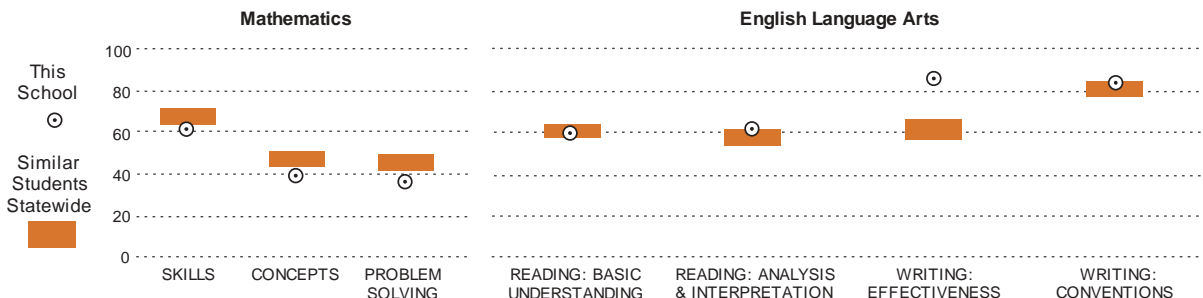 Mathematics
English Language Arts
This
School
Similar
Students
Statewide
100
80
60
40
20
0
SKILLS
CONCEPTS
PROBLEM
SOLVING
READING: BASIC
UNDERSTANDING
READING: ANALYSIS
& INTERPRETATION
WRITING:
EFFECTIVENESS
WRITING:
CONVENTIONS